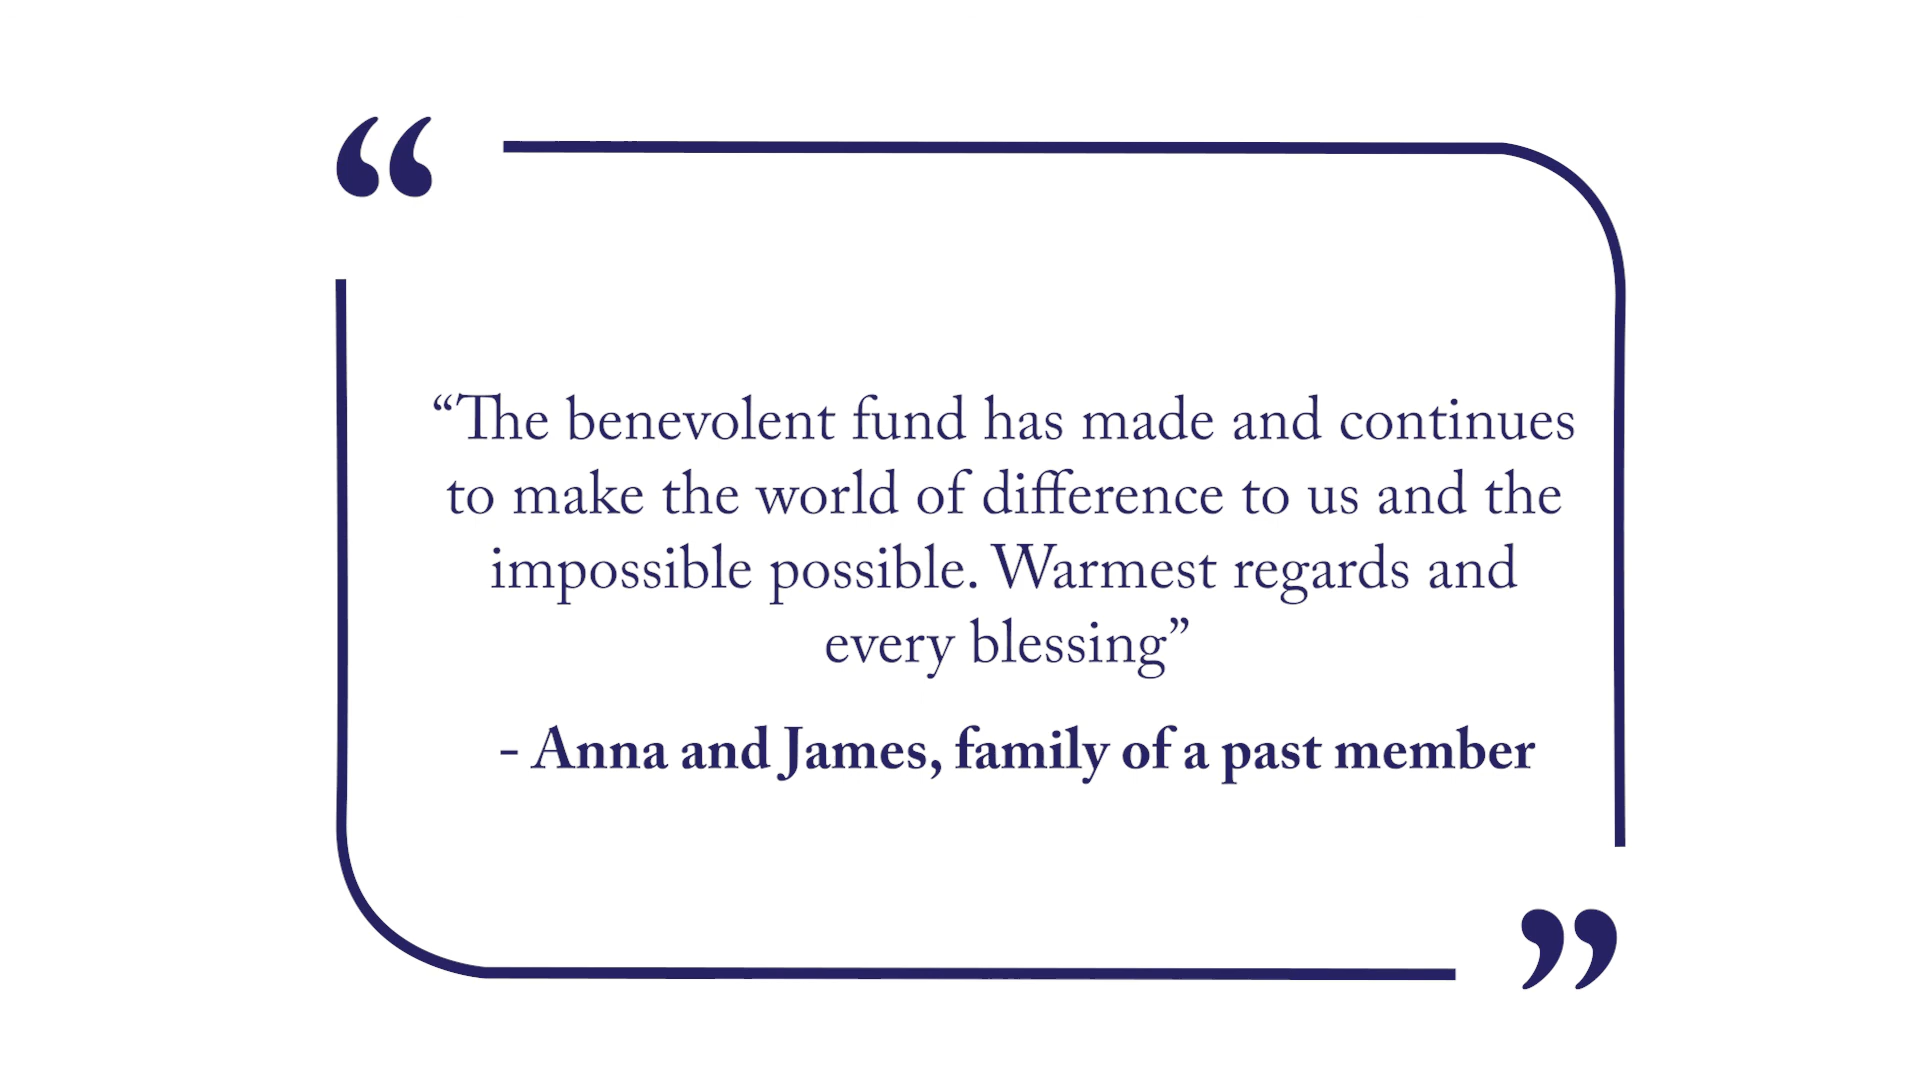 “The benevolent fund has made and continues
to make the world of difference to us and the
impossible possible. Warmest regards and
every blessing”
- Anna and James, family of a past member